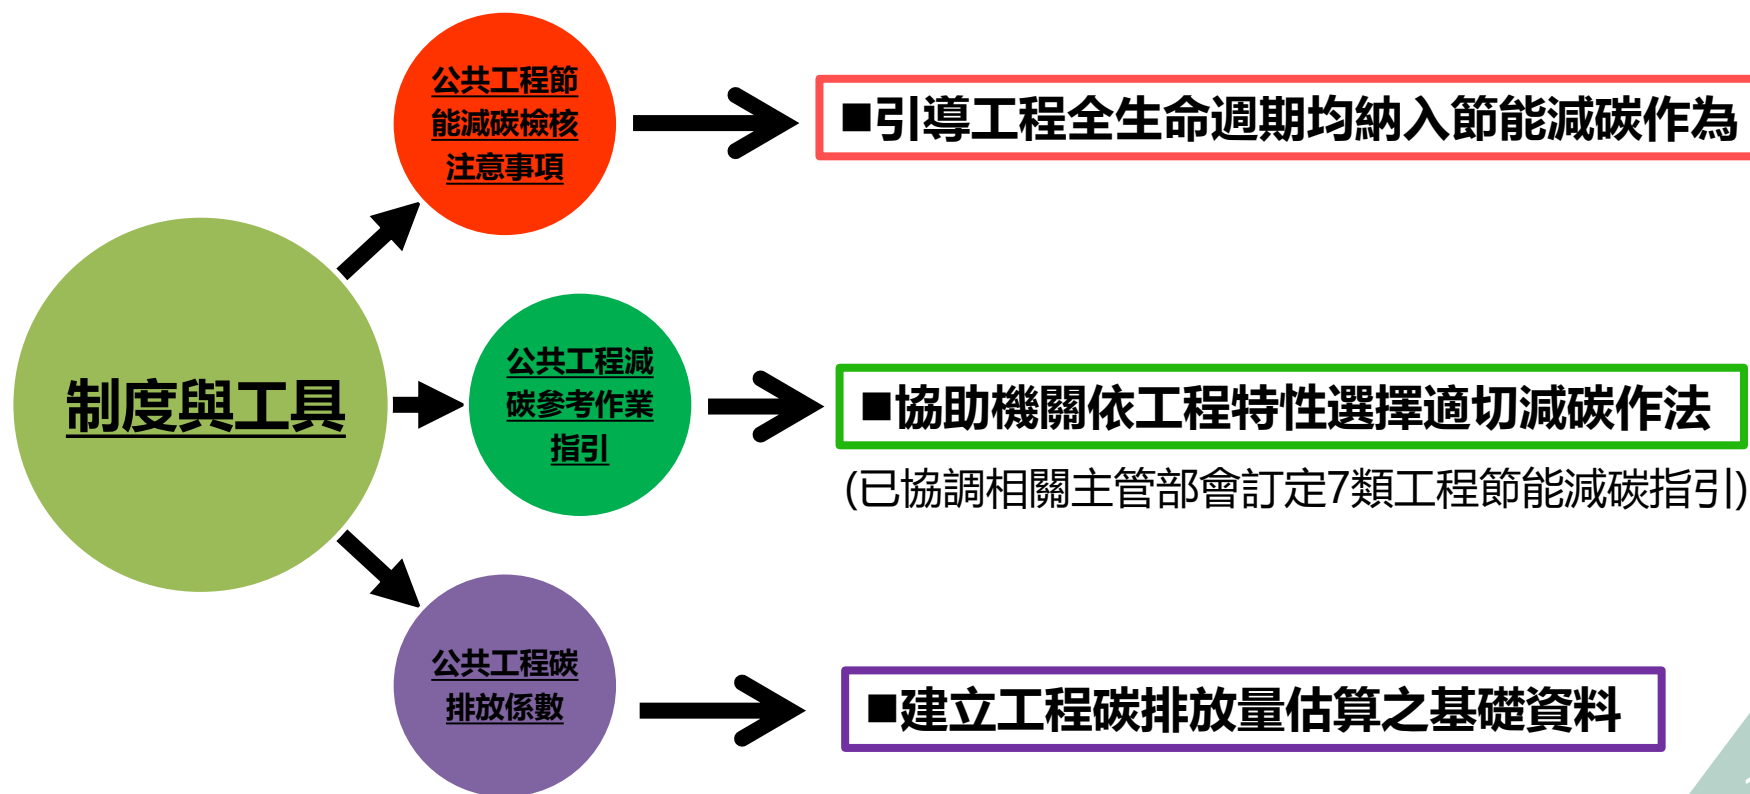 公共工程節
能減碳檢核
注意事項
■引導工程全生命週期均納入節能減碳作為
制度與工具
公共工程減
碳參考作業
指引
■協助機關依工程特性選擇適切減碳作法
(已協調相關主管部會訂定7類工程節能減碳指引)
公共工程碳
排放係數
■建立工程碳排放量估算之基礎資料